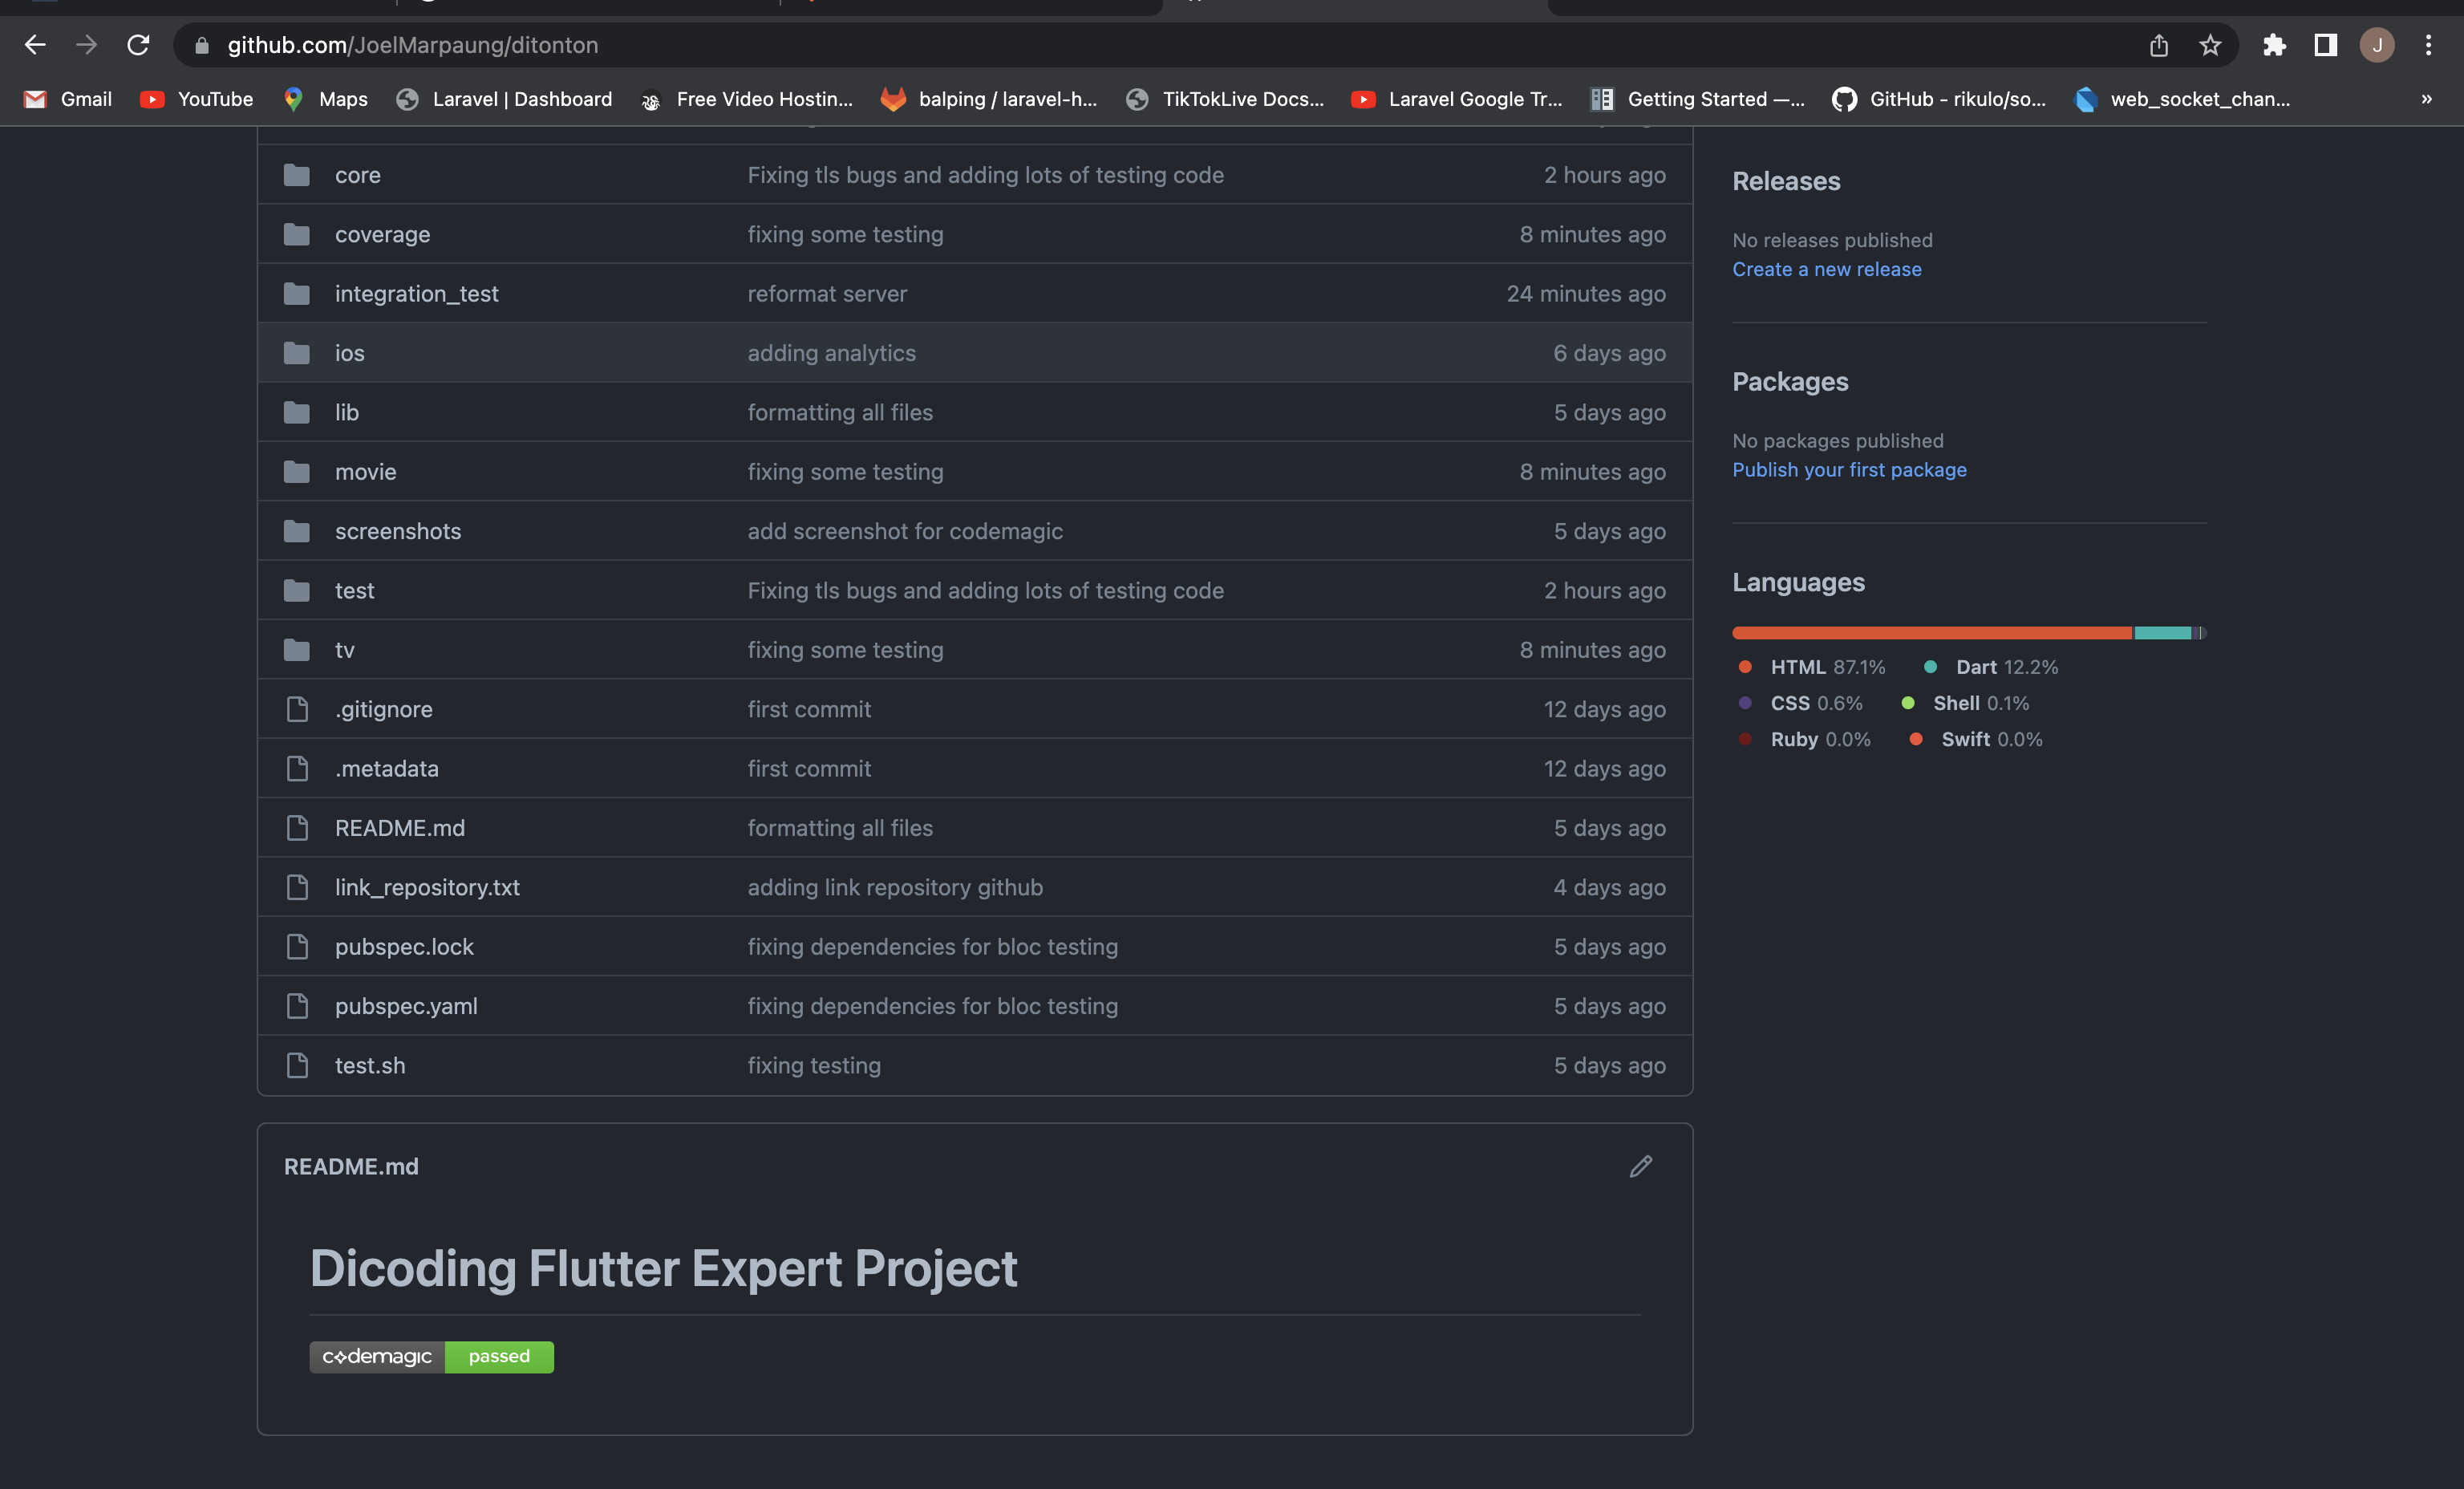 github.com/JoelMarpaung/ditonton
J
Gmail YouTube Maps Laravel | Dashboard Free Video Hostin... balping / laravel-h... TikTokLive Docs... Laravel Google Tr... Getting Started —... GitHub - rikulo/so... web_socket_chan... »
core Fixing tls bugs and adding lots of testing code 2 hours ago
coverage fixing some testing 8 minutes ago
integration_test reformat server 24 minutes ago
ios adding analytics 6 days ago
lib formatting all files 5 days ago
movie fixing some testing 8 minutes ago
screenshots add screenshot for codemagic 5 days ago
test Fixing tls bugs and adding lots of testing code 2 hours ago
tv fixing some testing 8 minutes ago
.gitignore first commit 12 days ago
.metadata first commit 12 days ago
README.md formatting all files 5 days ago
link_repository.txt adding link repository github 4 days ago
pubspec.lock fixing dependencies for bloc testing 5 days ago
pubspec.yaml fixing dependencies for bloc testing 5 days ago
test.sh fixing testing 5 days ago
README.md
Dicoding Flutter Expert Project
codemagic passed
Releases
No releases published
Create a new release
Packages
No packages published
Publish your first package
Languages
HTML 87.1% Dart 12.2%
CSS 0.6% Shell 0.1%
Ruby 0.0% Swift 0.0%